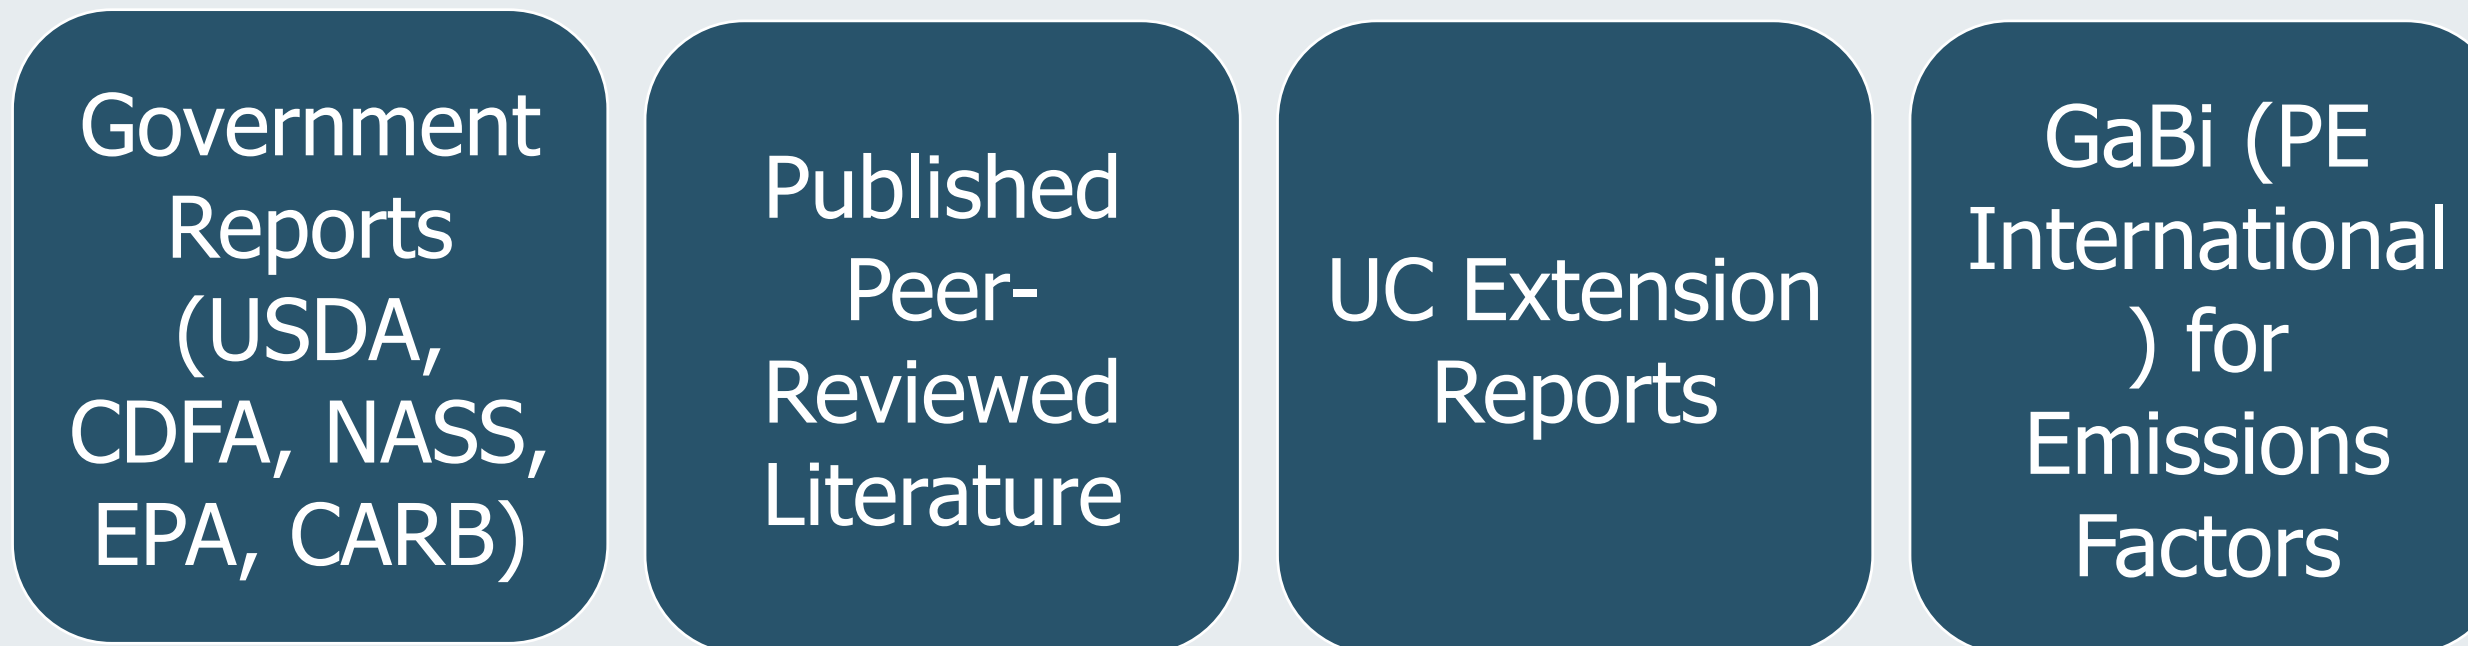 Government
Reports
(USDA,
CDFA, NASS,
EPA, CARB)
Published
Peer-
Reviewed
Literature
UC Extension
Reports
GaBi (PE
International
) for
Emissions
Factors